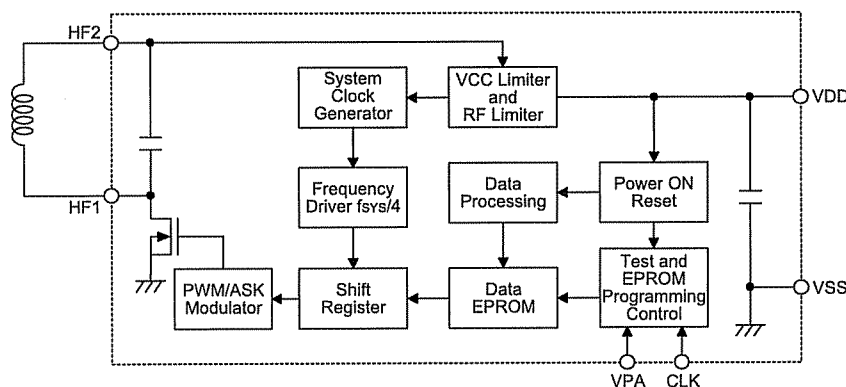 HF2
System
Clock
Generator
VCC Limiter
and
RF Limiter
VDD
HF1
Frequency
Driver fSYS/4
Data
Processing
Power ON
Reset
PWM/ASK
Modulator
Shift
Register
Data
EPROM
Test and
EPROM
Programming
Control
VSS
VPA
CLK